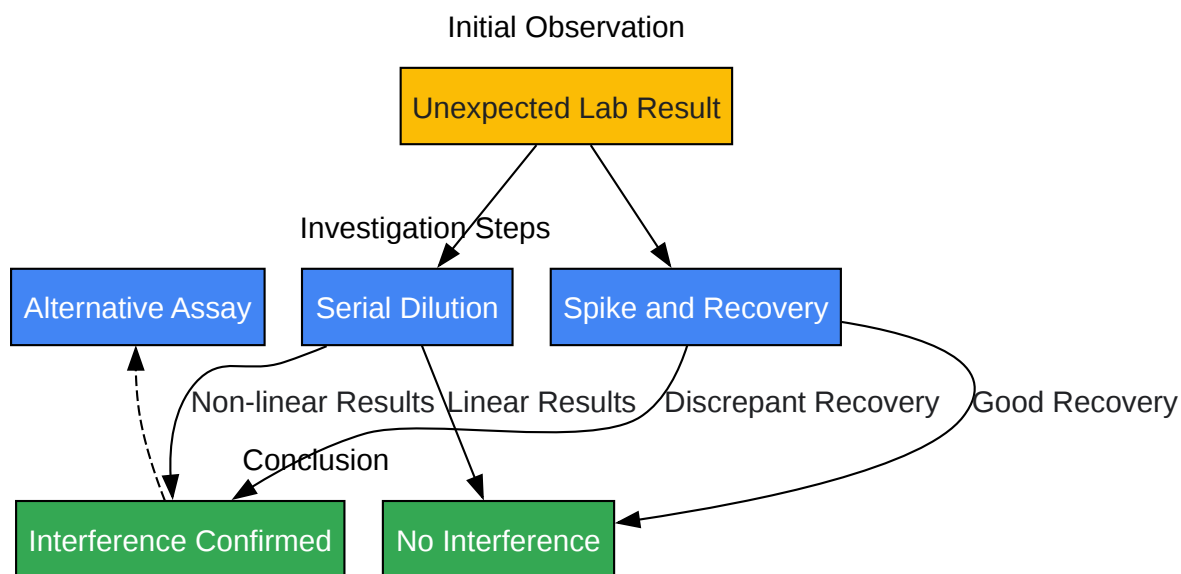 Initial Observation
Unexpected Lab Result
Investigation Steps
Alternative Assay
Serial Dilution
Spike and Recovery
Non-linear Results
Linear Results
Discrepant Recovery
Good Recovery
Conclusion
Interference Confirmed
No Interference